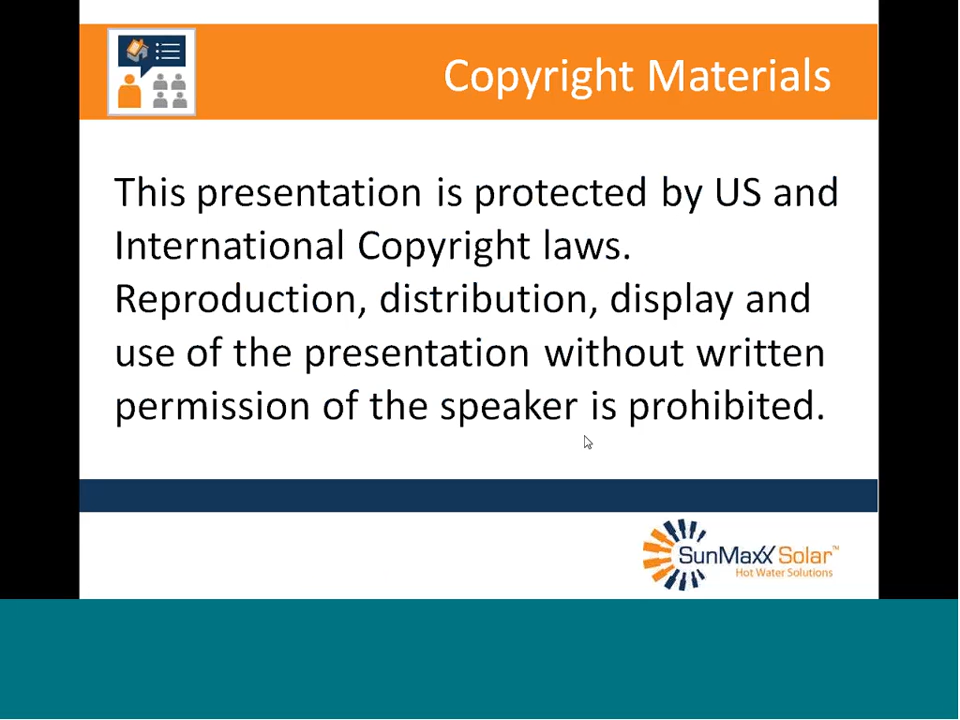 Copyright Materials
This presentation is protected by US and
International Copyright laws.
Reproduction, distribution, display and
use of the presentation without written
permission of the speaker is prohibited.
SunMaxx Solar™
Hot Water Solutions